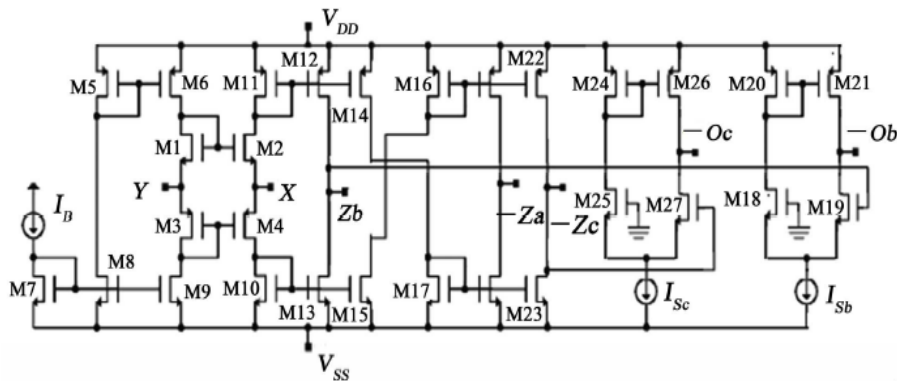 V_DD
M12 M22
M5 M6 M11 M14 M16 M24 M26 M20 M21
M1 M2 −Oc −Ob
Y X Zb −Za −Zc M25 M27 M18 M19
M3 M4
I_B
M8
M7 M9 M10 M13 M15 M17 M23 I_Sc I_Sb
V_SS